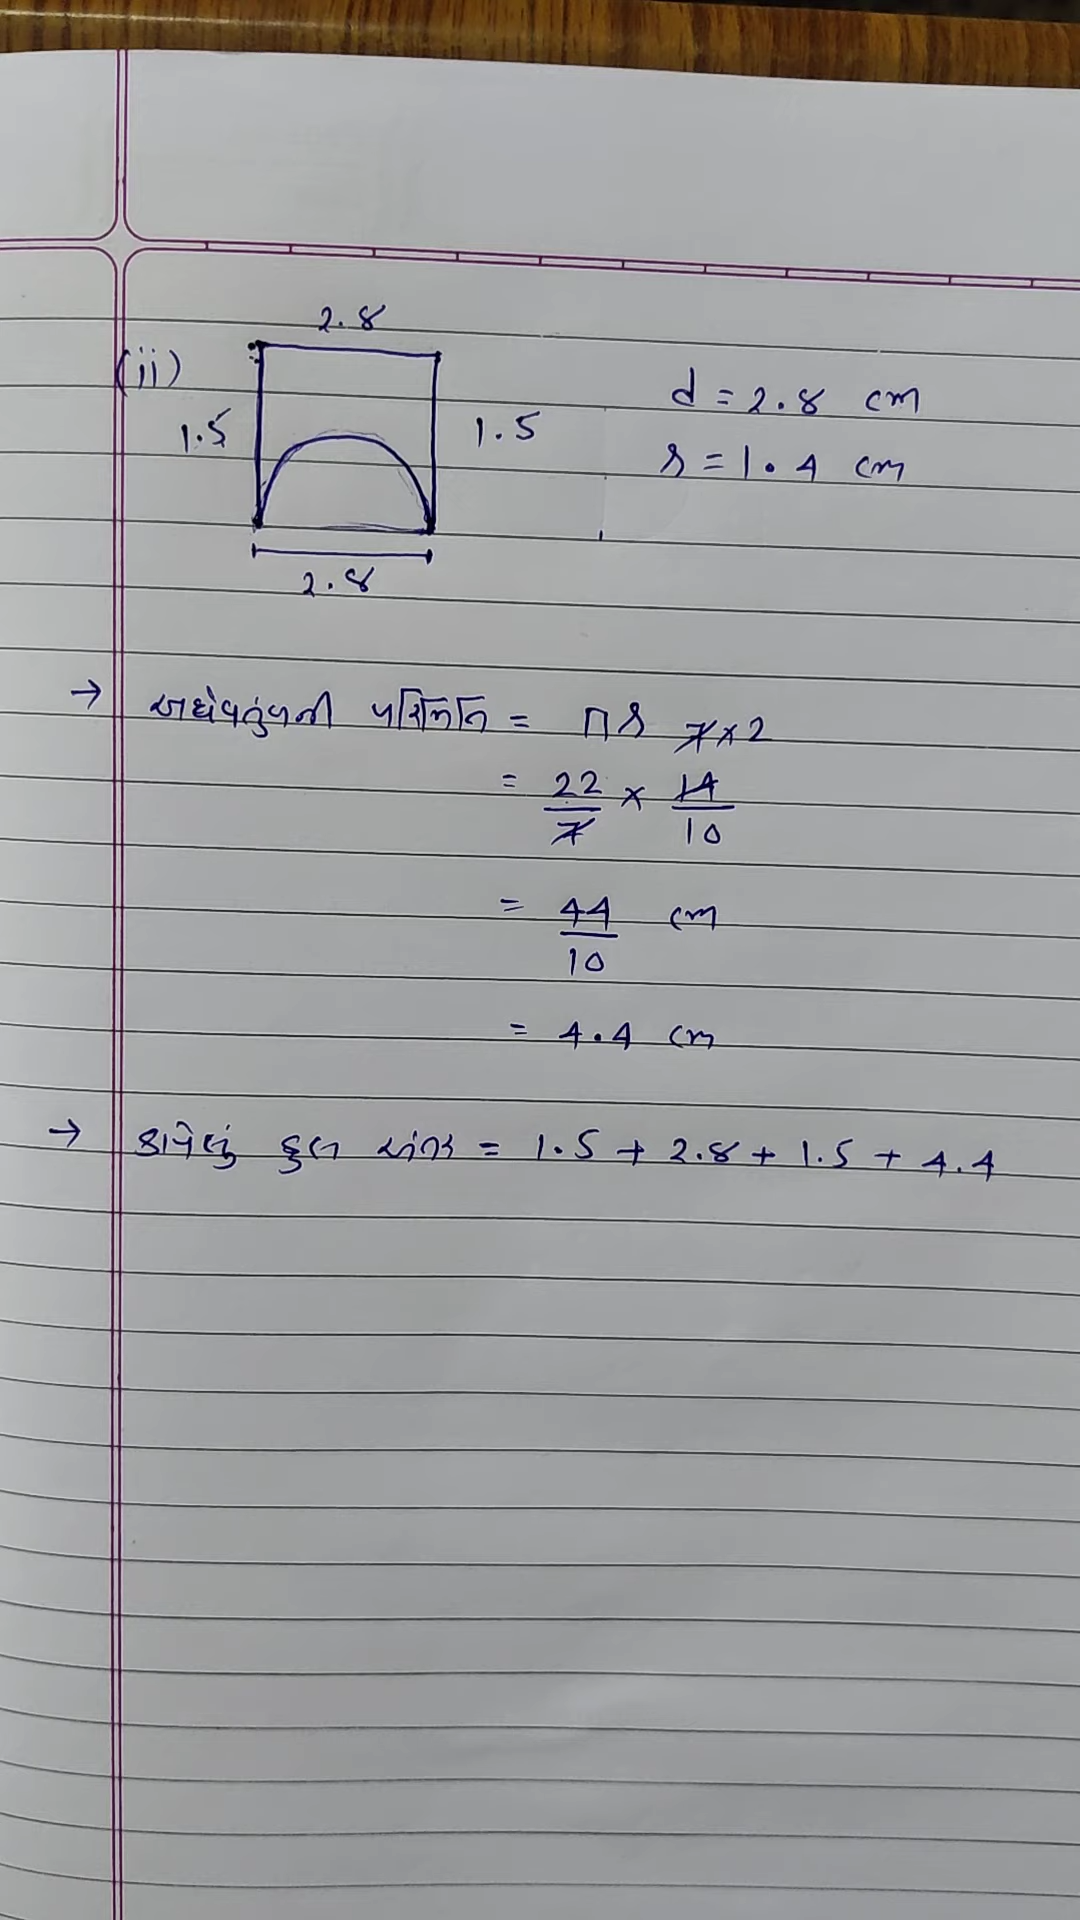 2.8
(ii)
1.5
1.5
2.8
d = 2.8 cm
r = 1.4 cm
→ અર્ધવર્તુળની પરિમિતિ = πr
= 22/7 × 14/10 7×2
= 44/10 cm
= 4.4 cm
→ કાપેલું કુલ અંતર = 1.5 + 2.8 + 1.5 + 4.4